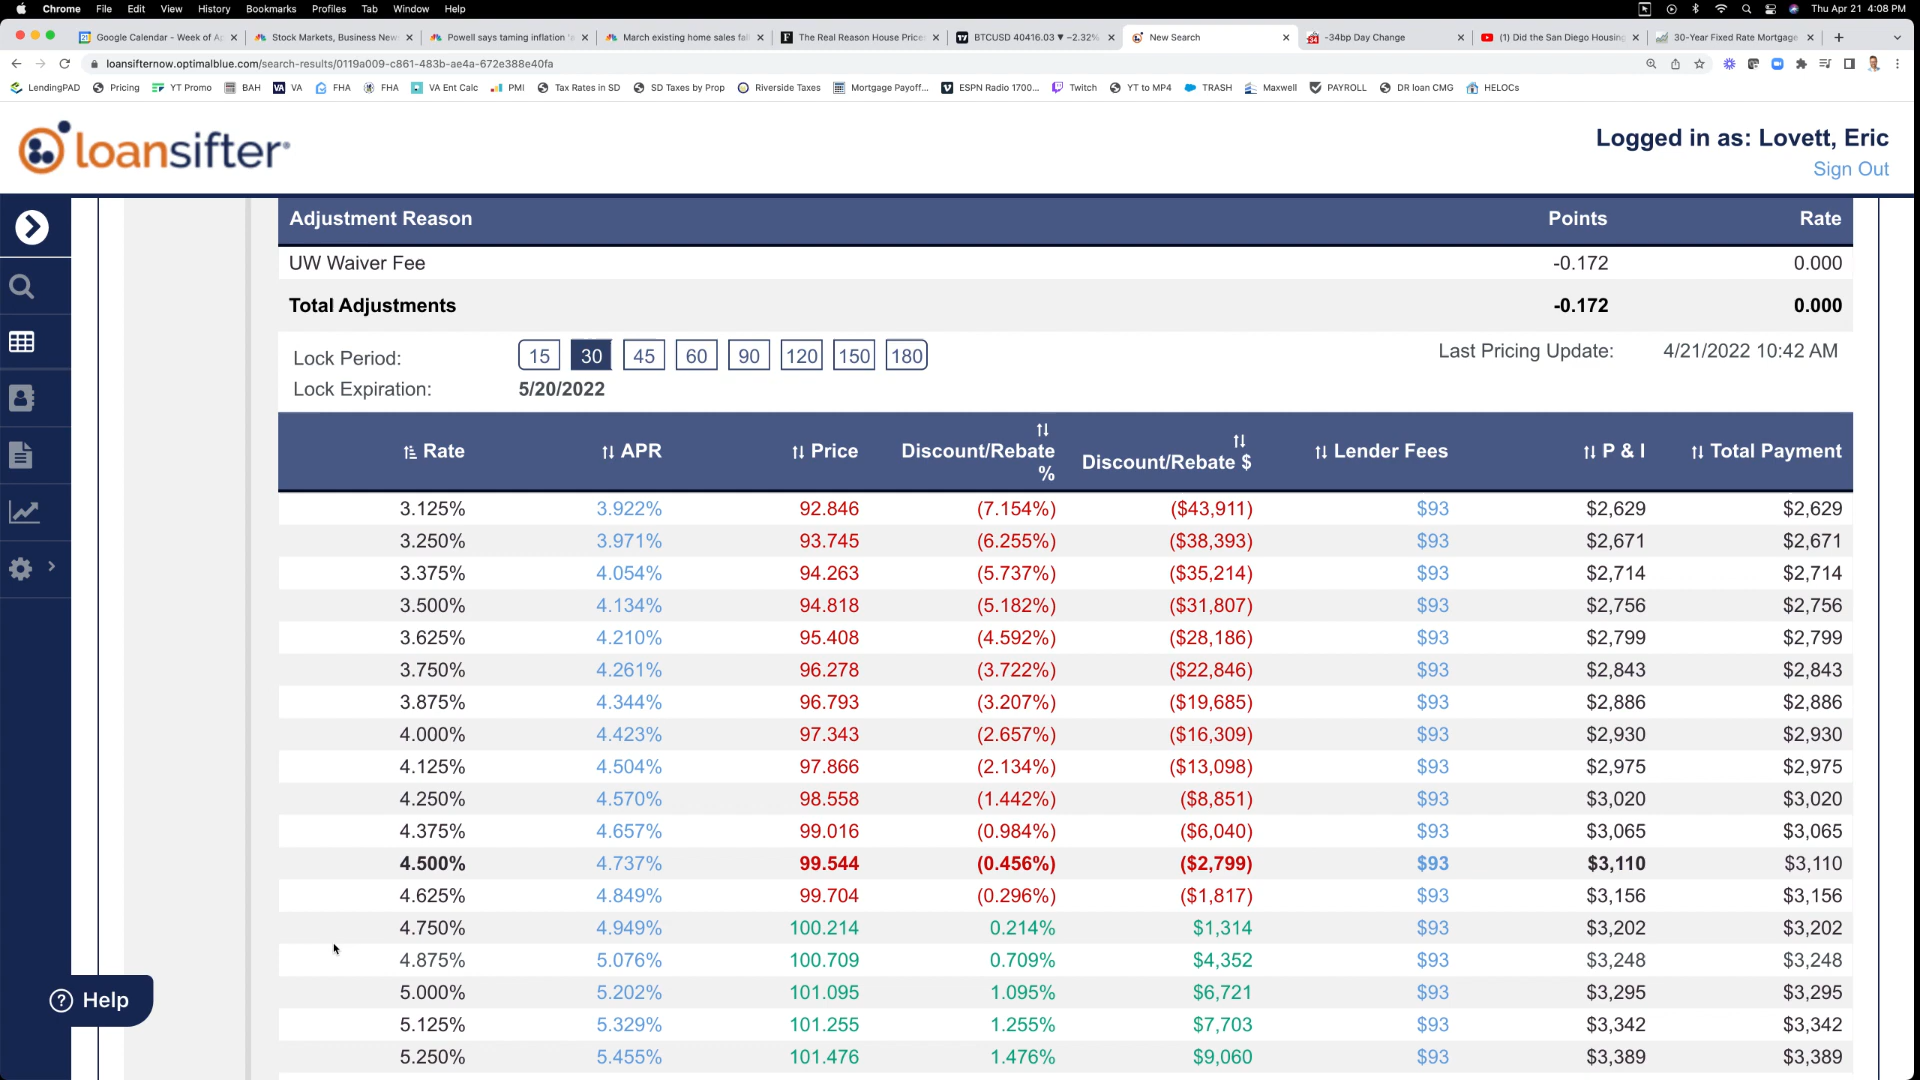 Chrome File Edit View History Bookmarks Profiles Tab Window Help Thu Apr 21 4:08 PM
Google Calendar - Week of A Stock Markets, Business New Powell says taming inflation March existing home sales fa The Real Reason House Price BTCUSD 40416.03 ▼ −2.32% New Search -34bp Day Change (1) Did the San Diego Housing 30-Year Fixed Rate Mortgage
loansifternow.optimalblue.com/search-results/0119a009-c861-483b-ae4a-672e388e40fa
LendingPAD Pricing YT Promo BAH VA FHA FHA VA Ent Calc PMI Tax Rates in SD SD Taxes by Prop Riverside Taxes Mortgage Payoff... ESPN Radio 1700... Twitch YT to MP4 TRASH Maxwell PAYROLL DR loan CMG HELOCs
loansifter
Logged in as: Lovett, Eric
Sign Out
Adjustment Reason Points Rate
UW Waiver Fee -0.172 0.000
Total Adjustments -0.172 0.000
Lock Period: 15 30 45 60 90 120 150 180 Last Pricing Update: 4/21/2022 10:42 AM
Lock Expiration: 5/20/2022
Rate APR Price Discount/Rebate % Discount/Rebate $ Lender Fees P & I Total Payment
3.125% 3.922% 92.846 (7.154%) ($43,911) $93 $2,629 $2,629
3.250% 3.971% 93.745 (6.255%) ($38,393) $93 $2,671 $2,671
3.375% 4.054% 94.263 (5.737%) ($35,214) $93 $2,714 $2,714
3.500% 4.134% 94.818 (5.182%) ($31,807) $93 $2,756 $2,756
3.625% 4.210% 95.408 (4.592%) ($28,186) $93 $2,799 $2,799
3.750% 4.261% 96.278 (3.722%) ($22,846) $93 $2,843 $2,843
3.875% 4.344% 96.793 (3.207%) ($19,685) $93 $2,886 $2,886
4.000% 4.423% 97.343 (2.657%) ($16,309) $93 $2,930 $2,930
4.125% 4.504% 97.866 (2.134%) ($13,098) $93 $2,975 $2,975
4.250% 4.570% 98.558 (1.442%) ($8,851) $93 $3,020 $3,020
4.375% 4.657% 99.016 (0.984%) ($6,040) $93 $3,065 $3,065
4.500% 4.737% 99.544 (0.456%) ($2,799) $93 $3,110 $3,110
4.625% 4.849% 99.704 (0.296%) ($1,817) $93 $3,156 $3,156
4.750% 4.949% 100.214 0.214% $1,314 $93 $3,202 $3,202
4.875% 5.076% 100.709 0.709% $4,352 $93 $3,248 $3,248
5.000% 5.202% 101.095 1.095% $6,721 $93 $3,295 $3,295
5.125% 5.329% 101.255 1.255% $7,703 $93 $3,342 $3,342
5.250% 5.455% 101.476 1.476% $9,060 $93 $3,389 $3,389
Help